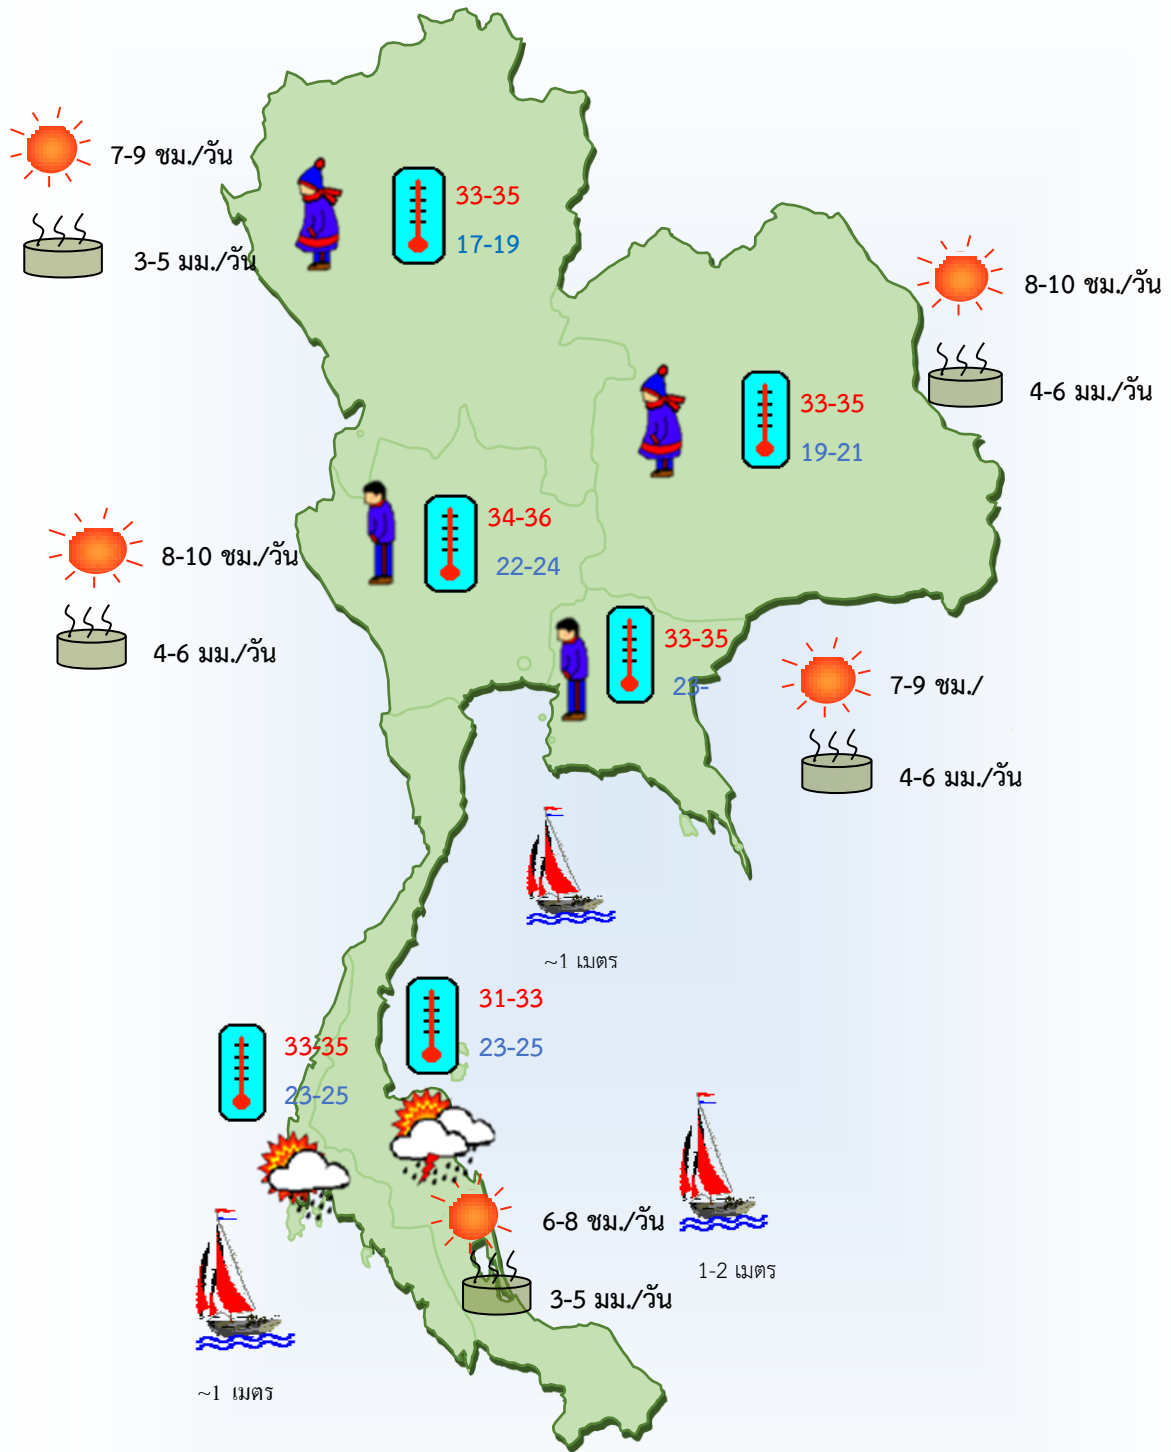 7-9 ชม./วัน
33-35
17-19
3-5 มม./วัน
8-10 ชม./วัน
4-6 มม./วัน
33-35
19-21
34-36
22-24
8-10 ชม./วัน
4-6 มม./วัน
33-35
23-
7-9 ชม./
4-6 มม./วัน
~1 เมตร
31-33
23-25
33-35
23-25
6-8 ชม./วัน
3-5 มม./วัน
1-2 เมตร
~1 เมตร